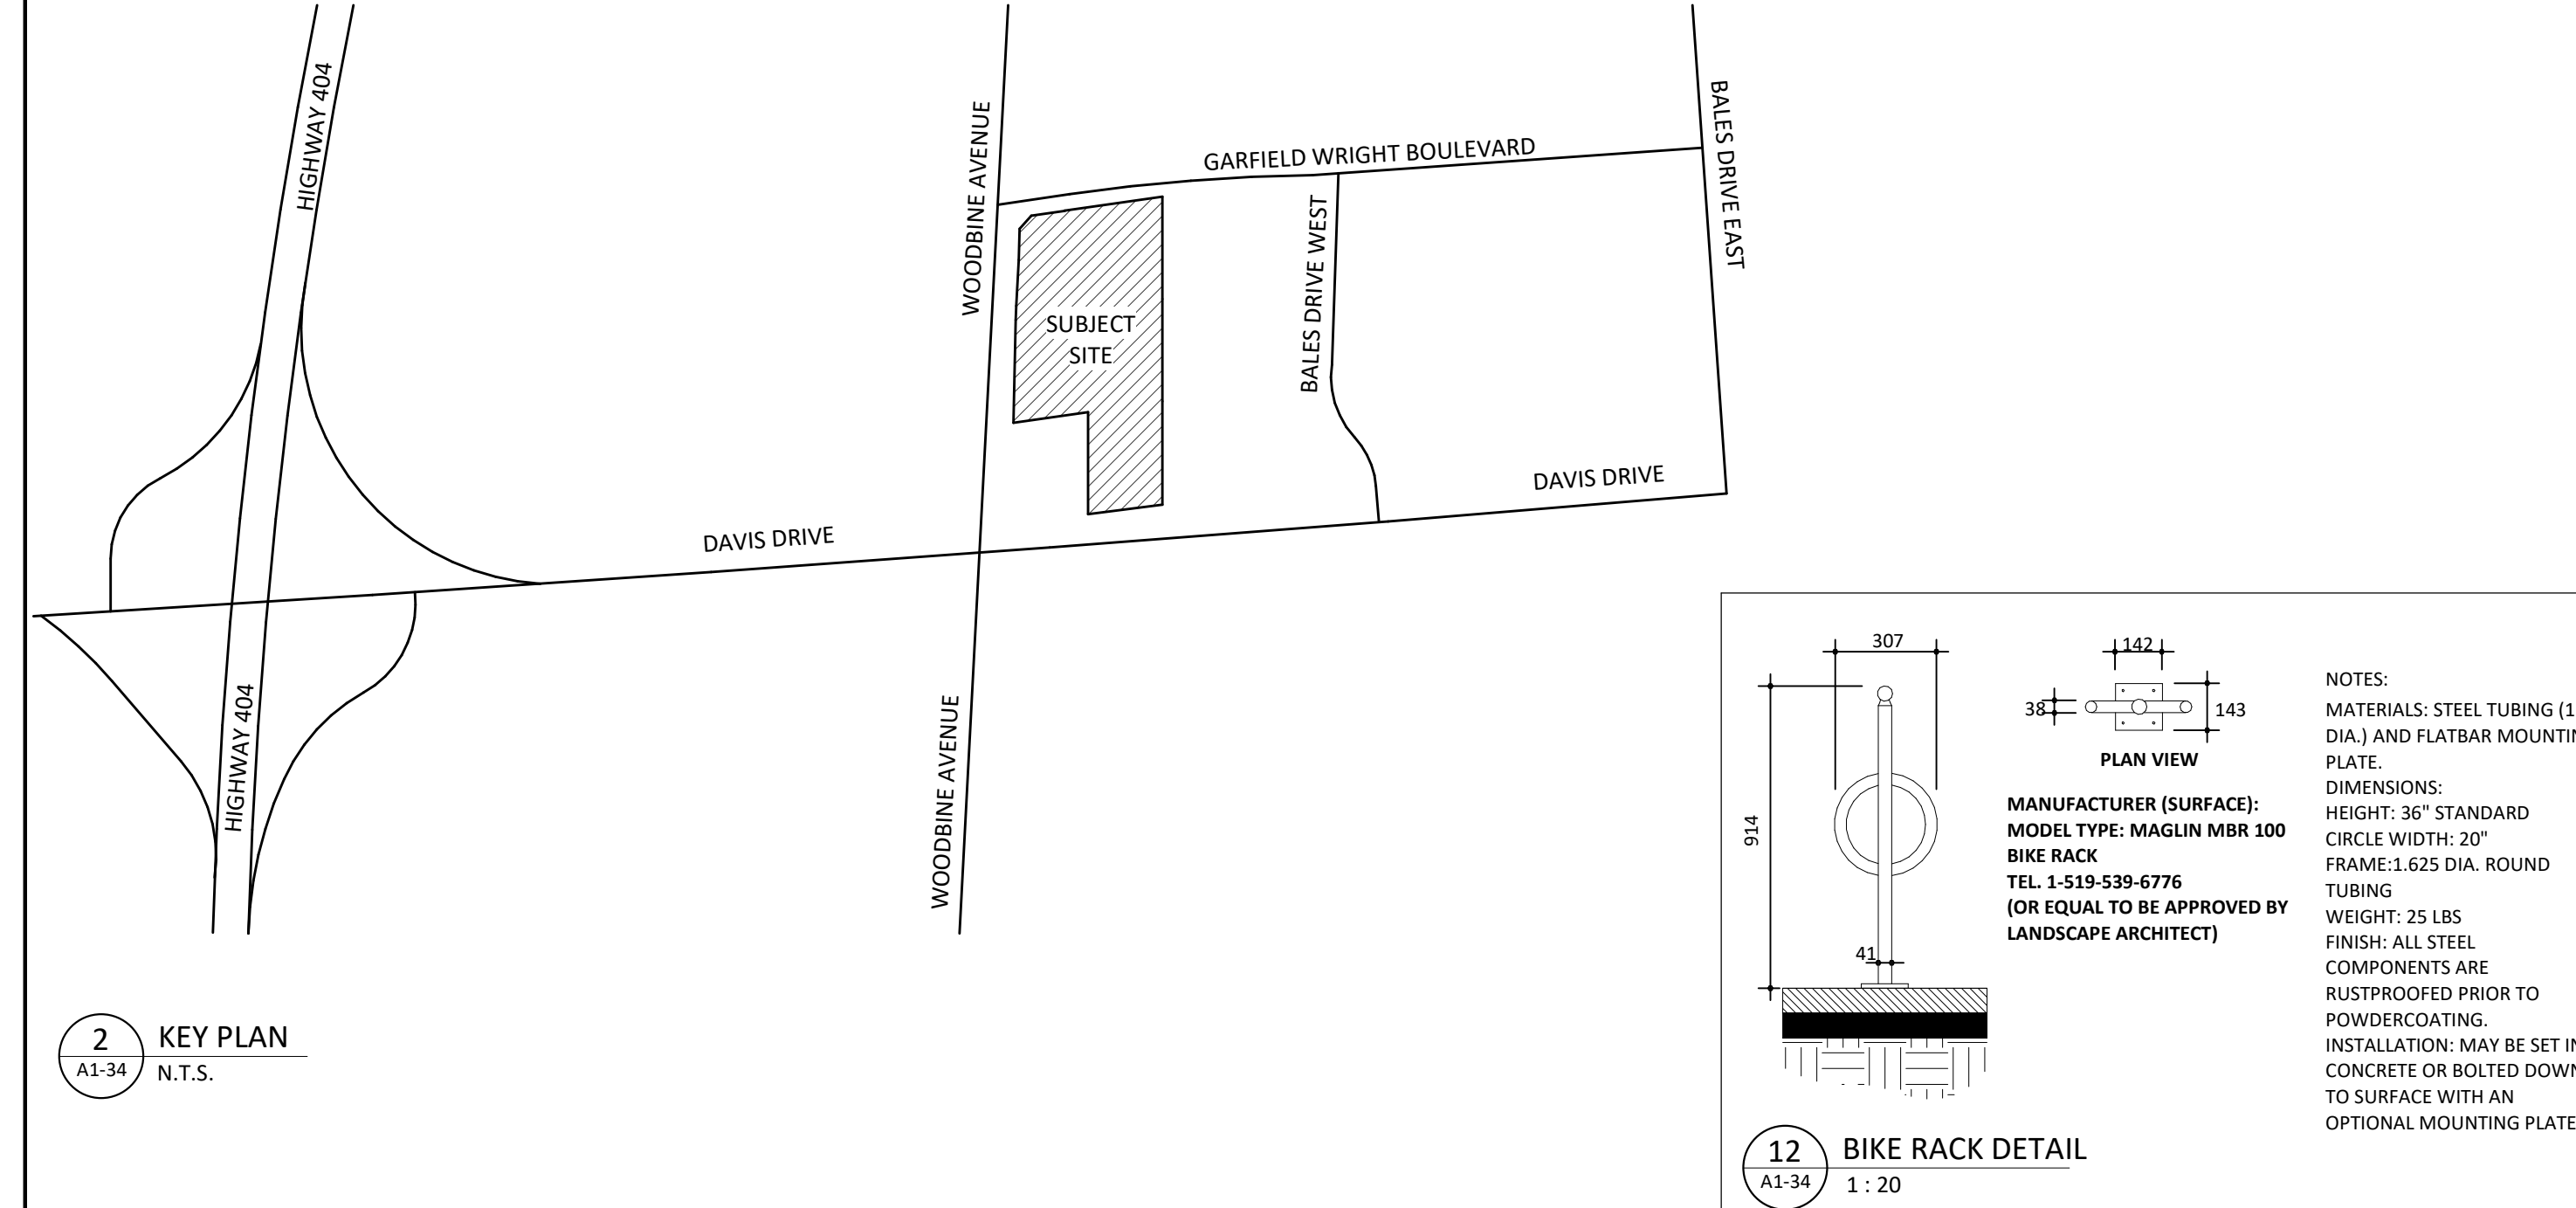 HIGHWAY 404
WOODBINE AVENUE
GARFIELD WRIGHT BOULEVARD
BALES DRIVE EAST
BALES DRIVE WEST
SUBJECT
SITE
DAVIS DRIVE
DAVIS DRIVE
HIGHWAY 404
WOODBINE AVENUE
2
A1-34
KEY PLAN
N.T.S.
307
914
41
142
38
143
PLAN VIEW
MANUFACTURER (SURFACE):
MODEL TYPE: MAGLIN MBR 100
BIKE RACK
TEL. 1-519-539-6776
(OR EQUAL TO BE APPROVED BY
LANDSCAPE ARCHITECT)
NOTES:
MATERIALS: STEEL TUBING (1
DIA.) AND FLATBAR
PLATE.
DIMENSIONS:
HEIGHT: 36" STANDARD
CIRCLE WIDTH: 20"
FRAME:1.625 DIA. ROUND
TUBING
WEIGHT: 25 LBS
FINISH: ALL STEEL
COMPONENTS ARE
RUSTPROOFED PRIOR TO
POWDERCOATING.
INSTALLATION: MAY BE SET IN
CONCRETE OR BOLTED DOWN
TO SURFACE WITH AN
OPTIONAL MOUNTING PLATE
12
A1-34
BIKE RACK DETAIL
1 : 20